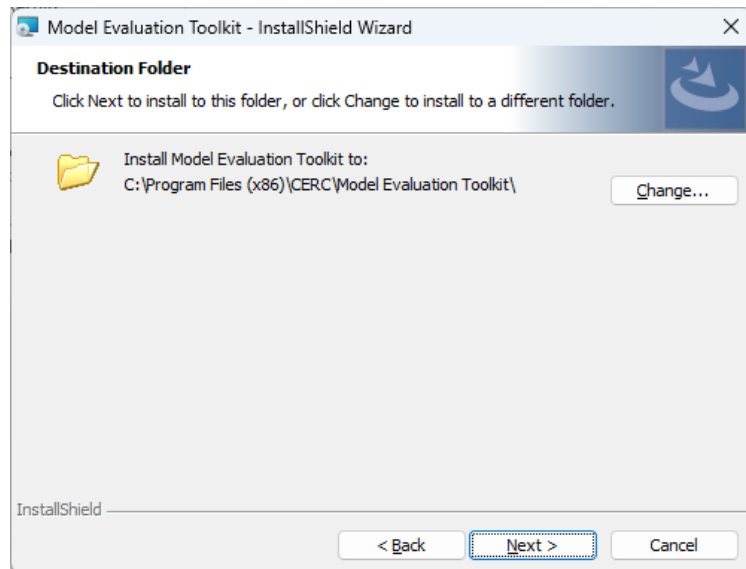 Model Evaluation Toolkit - InstallShield Wizard
Destination Folder
Click Next to install to this folder, or click Change to install to a different folder.
Install Model Evaluation Toolkit to:
C:\Program Files (x86)\CERC\Model Evaluation Toolkit\
Change...
InstallShield
< Back
Next >
Cancel